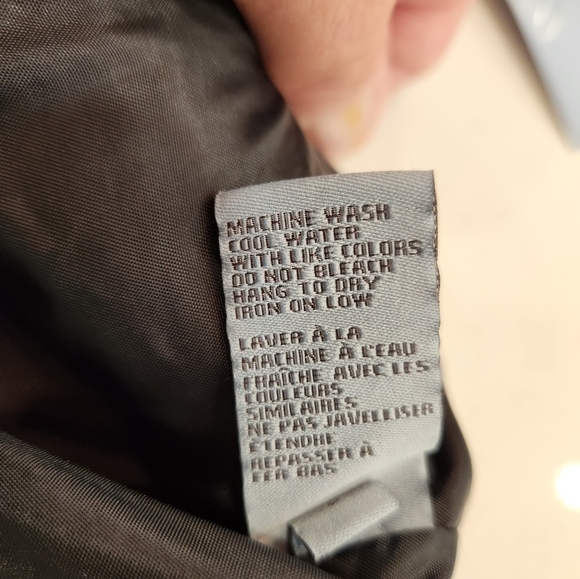 MACHINE WASH
COOL WATER
WITH LIKE COLORS
DO NOT BLEACH
HANG TO DRY
IRON ON LOW
LAVER À LA
MACHINE À L'EAU
FRAÎCHE AVEC LES
COULEURS
SIMILAIRES
NE PAS JAVELLISER
ÉTENDRE
REPASSER À
FER BAS